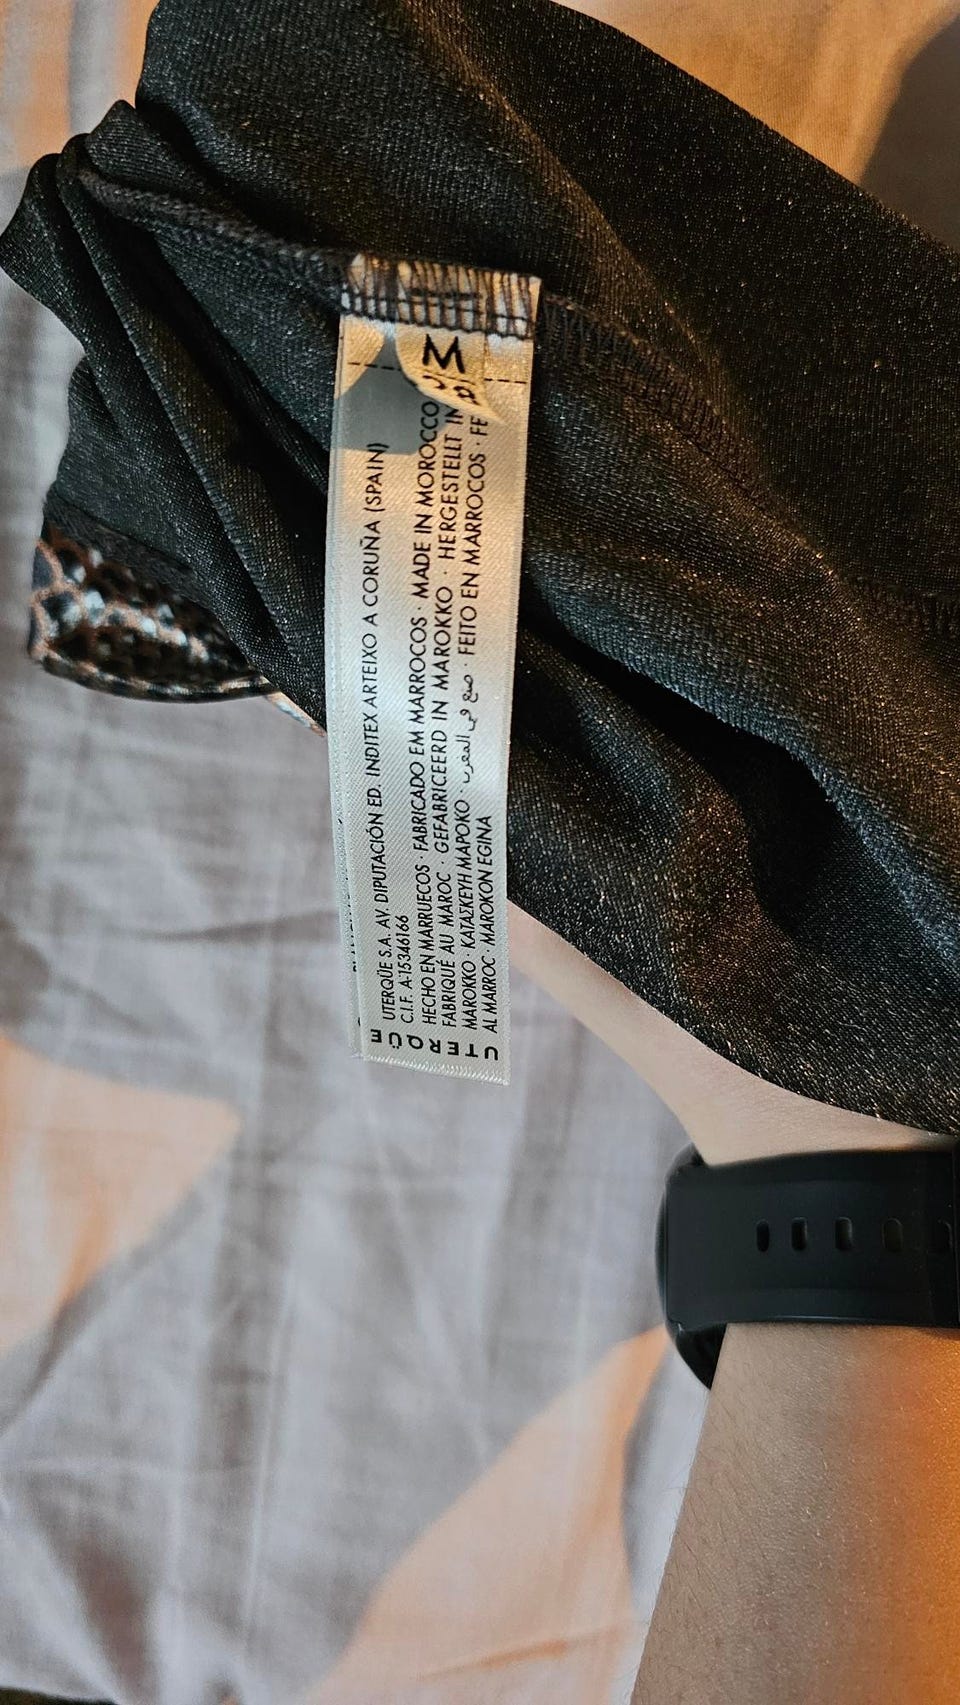 M
UTERQÜE
UTERQÜE S.A. AV. DIPUTACIÓN ED. INDITEX ARTEIXO A CORUÑA (SPAIN)
C.I.F. A-15346166
HECHO EN MARRUECOS · FABRICADO EM MARROCOS · MADE IN MOROCCO
FABRIQUÉ AU MAROC · GEFABRICEERD IN MAROKKO · HERGESTELLT IN
MAROKKO · ΚΑΤΑΣΚΕΥΗ ΜΑΡΟΚΟ · صنع في المغرب · FEITO EN MARROCOS · FE
AL MARROC · MAROKON EGINA